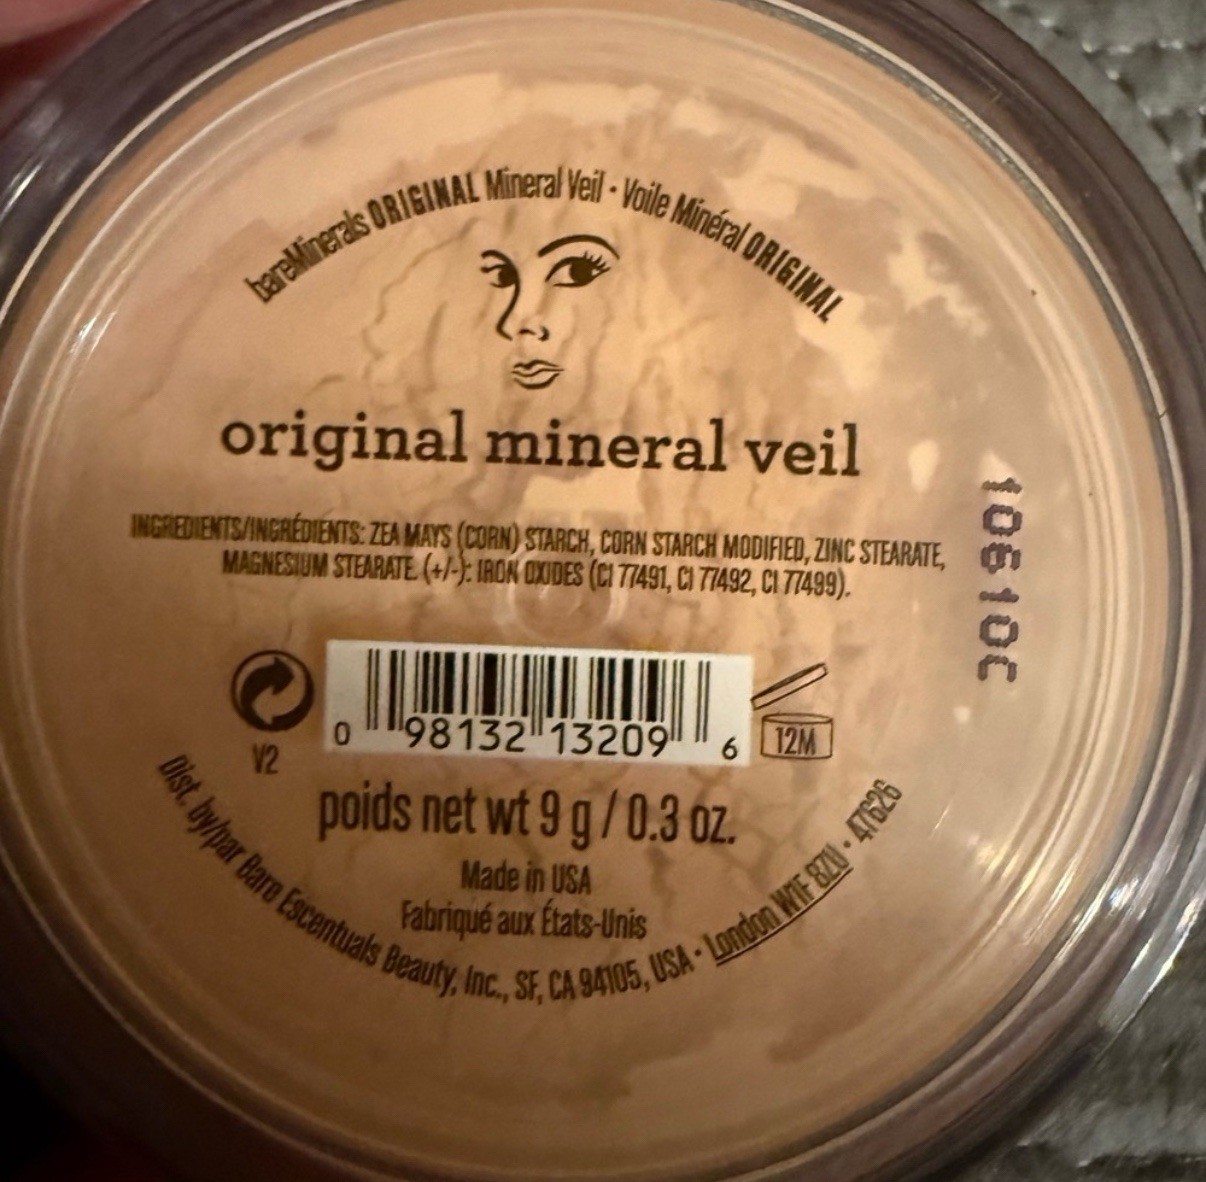 bareMinerals ORIGINAL Mineral Veil • Voile Minéral ORIGINAL
original mineral veil
INGREDIENTS/INGRÉDIENTS: ZEA MAYS (CORN) STARCH, CORN STARCH MODIFIED, ZINC STEARATE,
MAGNESIUM STEARATE. (+/-): IRON OXIDES (CI 77491, CI 77492, CI 77499).
0 98132 13209 6
12M
V2
poids net wt 9 g / 0.3 oz.
Made in USA
Fabriqué aux États-Unis
Dist. by/par Bare Escentuals Beauty, Inc., SF, CA 94105, USA • London W1F 8ZU • 47626